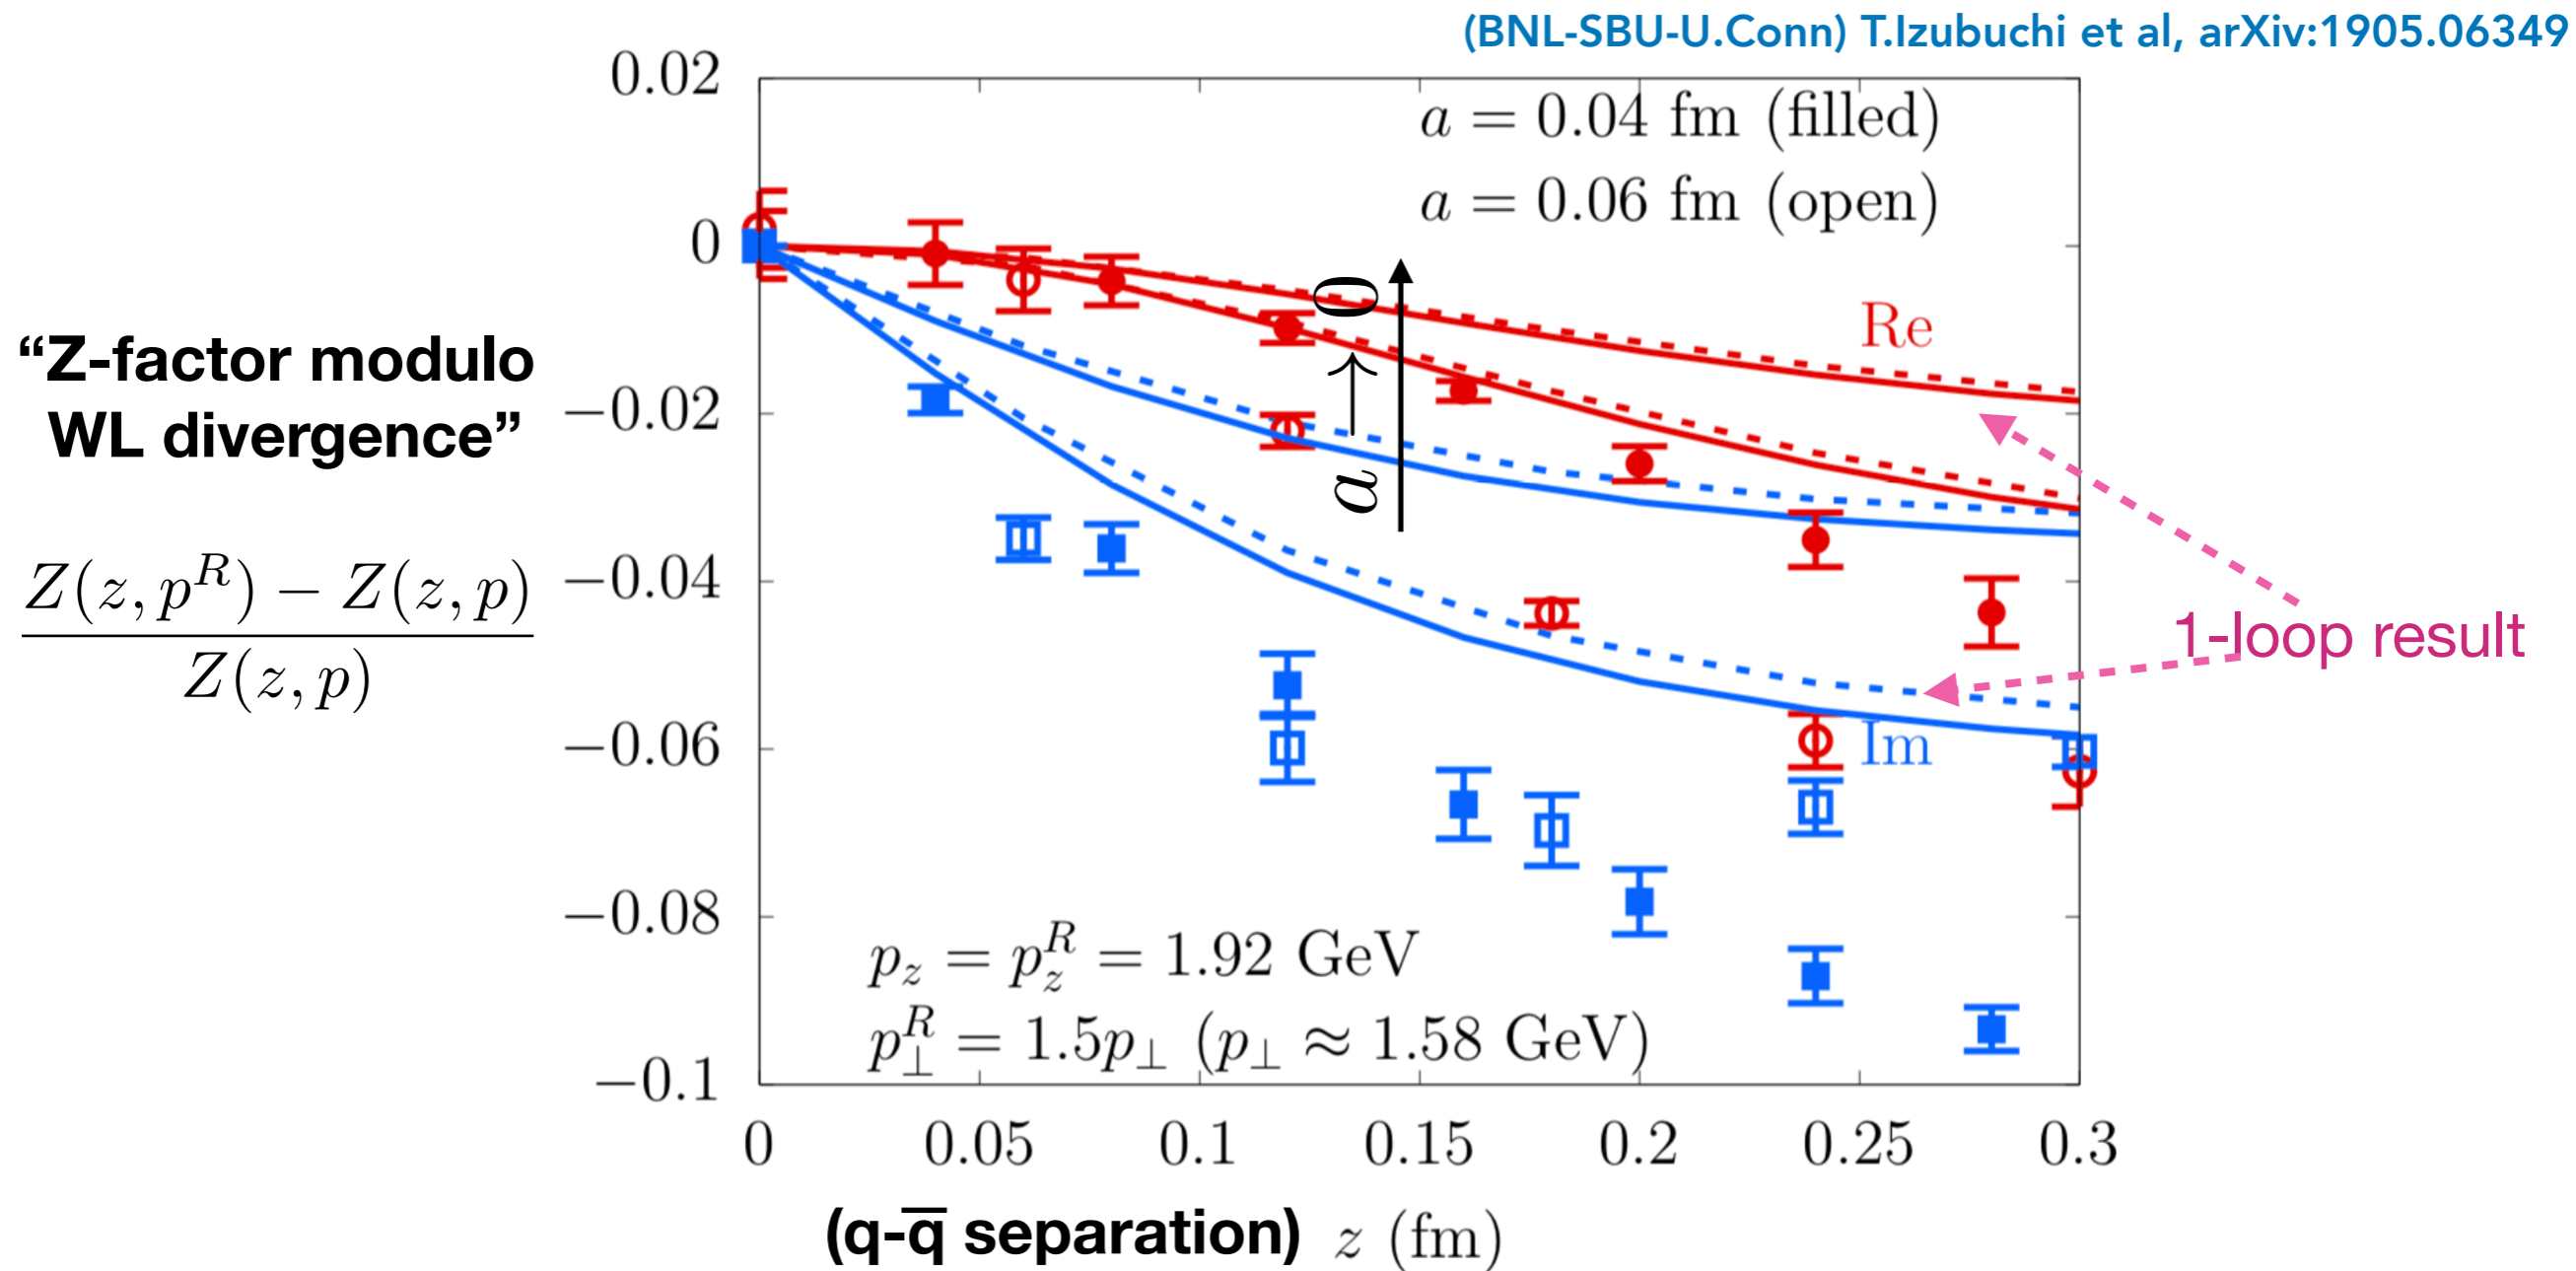 (BNL-SBU-U.Conn) T.Izubuchi et al, arXiv:1905.06349
“Z-factor modulo
WL divergence”
Z(z, p^R) − Z(z, p)
Z(z, p)
0.02
0
−0.02
−0.04
−0.06
−0.08
−0.1
a = 0.04 fm (filled)
a = 0.06 fm (open)
a → 0
Re
Im
1-loop result
p_z = p_z^R = 1.92 GeV
p_⊥^R = 1.5p_⊥ (p_⊥ ≈ 1.58 GeV)
0 0.05 0.1 0.15 0.2 0.25 0.3
(q-q̅ separation) z (fm)